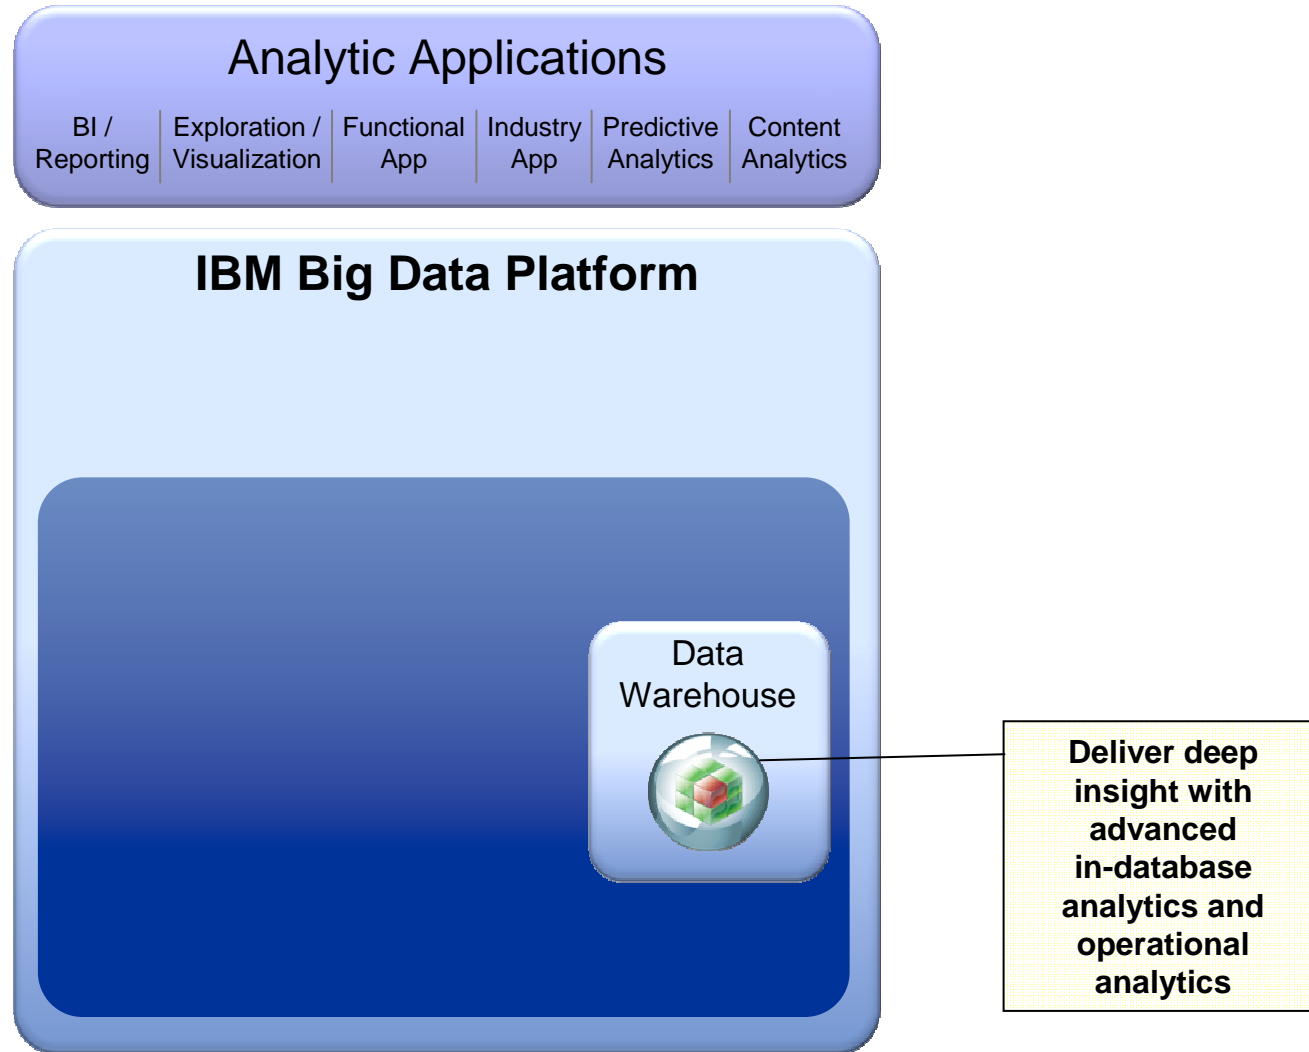 Analytic Applications
BI /
Reporting
Exploration /
Visualization
Functional
App
Industry
App
Predictive
Analytics
Content
Analytics
IBM Big Data Platform
Data
Warehouse
Deliver deep
insight with
advanced
in-database
analytics and
operational
analytics